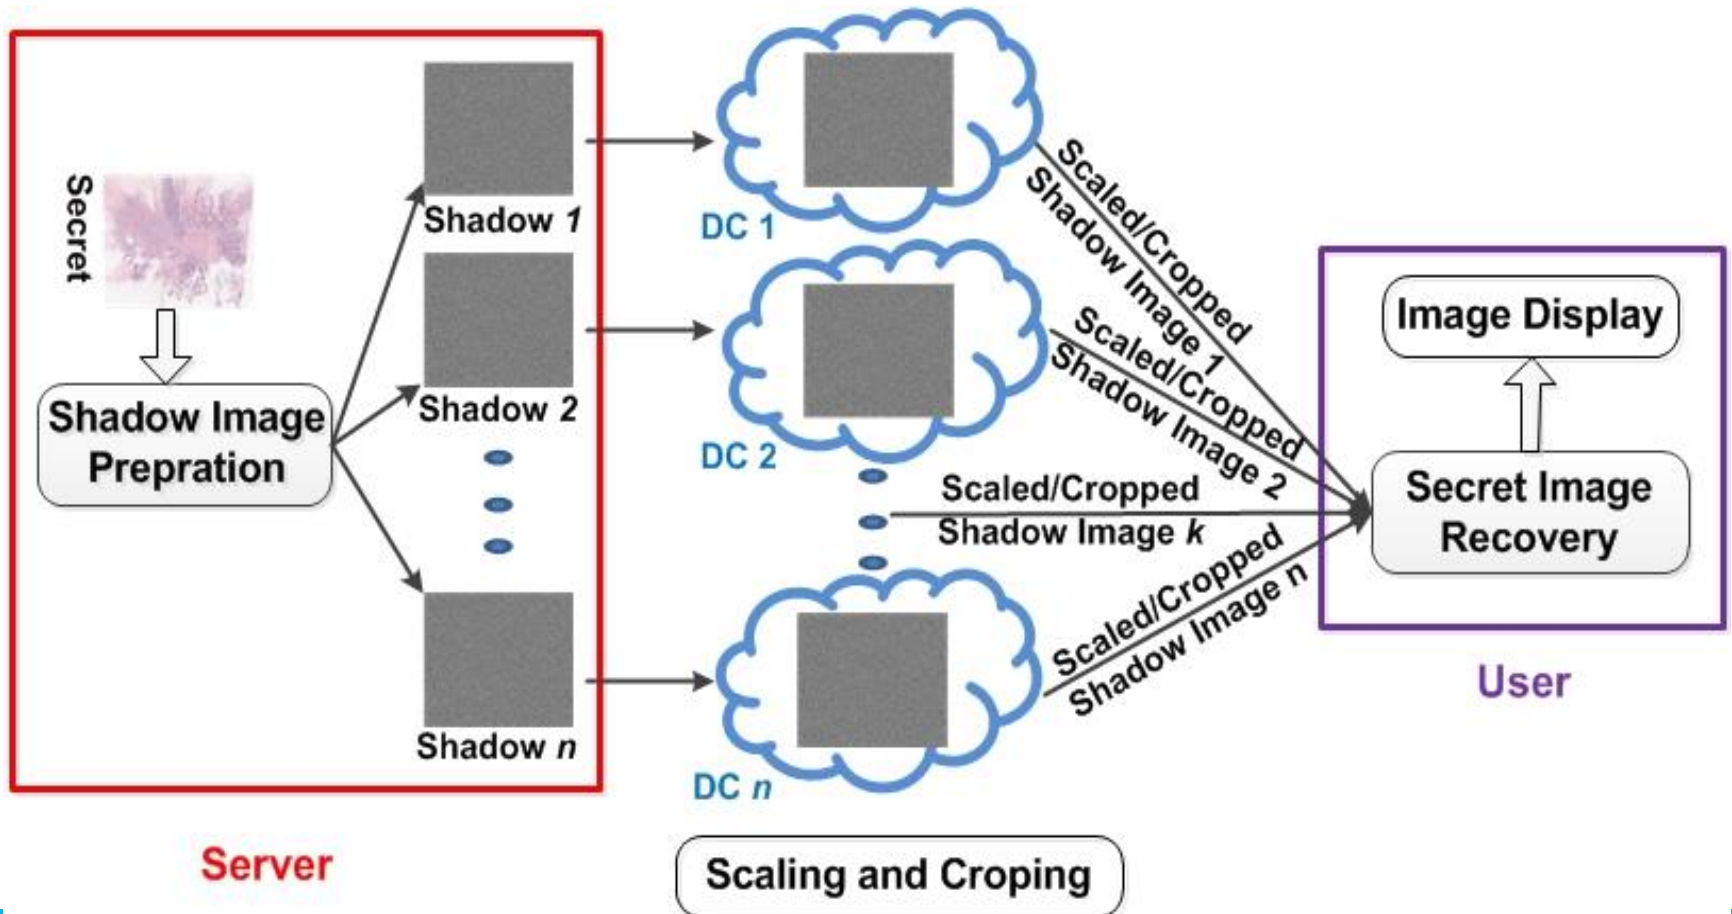 Secret
Shadow Image
Prepration
Shadow 1
Shadow 2
Shadow n
Server
DC 1
DC 2
DC n
Scaling and Croping
Scaled/Cropped
Shadow Image 1
Scaled/Cropped
Shadow Image 2
Scaled/Cropped
Shadow Image k
Scaled/Cropped
Shadow Image n
Image Display
Secret Image
Recovery
User